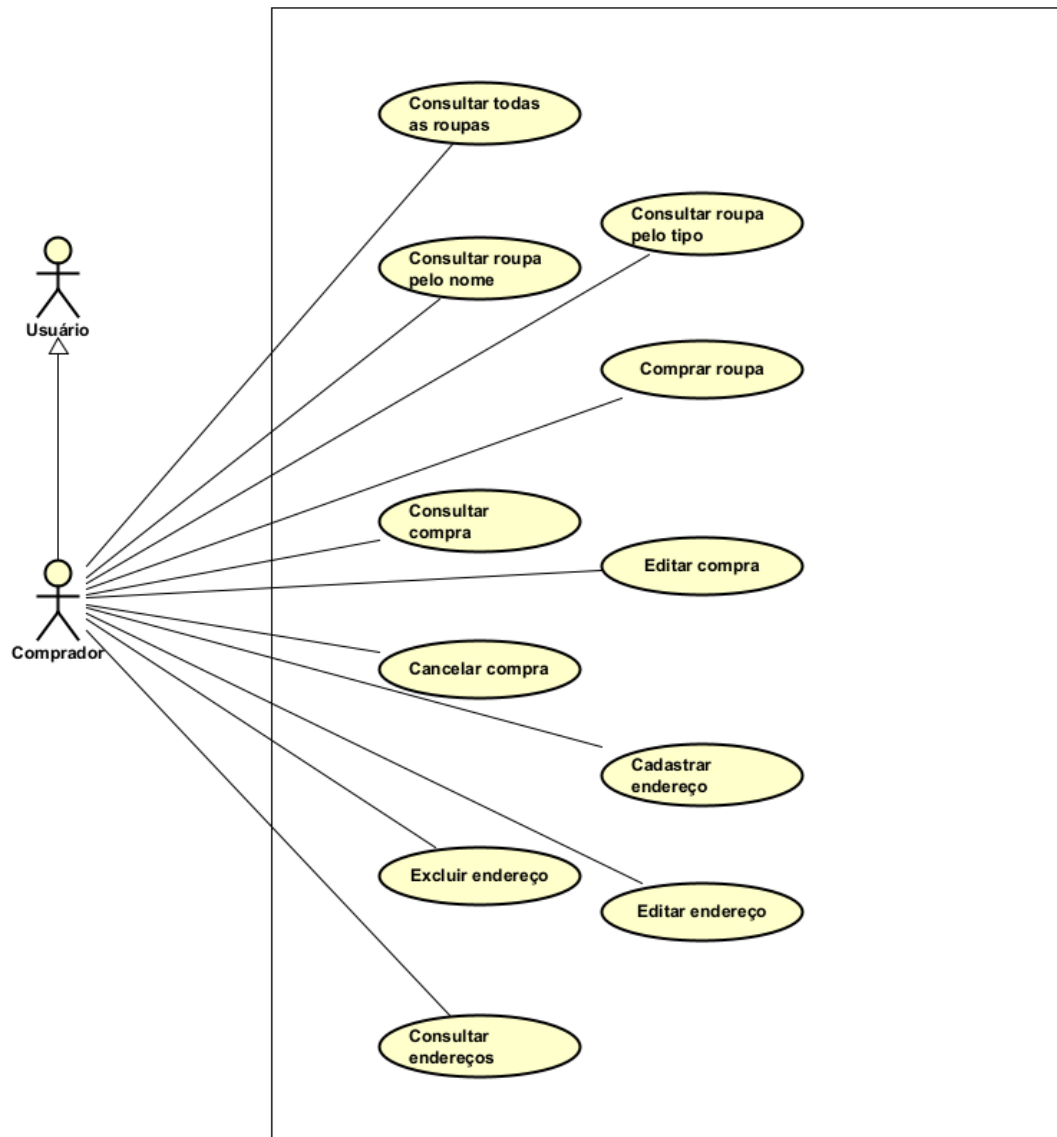 Consultar todas
as roupas
Consultar roupa
pelo tipo
Consultar roupa
pelo nome
Usuário
Comprar roupa
Consultar
compra
Editar compra
Comprador
Cancelar compra
Cadastrar
endereço
Excluir endereço
Editar endereço
Consultar
endereços